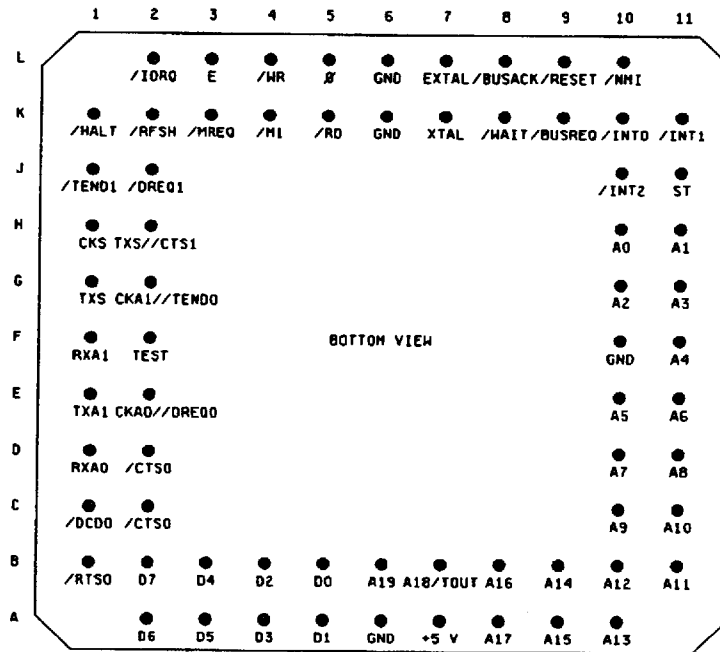 1 2 3 4 5 6 7 8 9 10 11
L
/IORQ E /WR Ø GND EXTAL /BUSACK /RESET /NMI
K
/HALT /RFSH /MREQ /M1 /RD GND XTAL /WAIT /BUSREQ /INT0 /INT1
J
/TEND1 /DREQ1 /INT2 ST
H
CKS TXS//CTS1 A0 A1
G
TXS CKA1//TEND0 A2 A3
F
RXA1 TEST BOTTOM VIEW GND A4
E
TXA1 CKA0//DREQ0 A5 A6
D
RXA0 /CTS0 A7 A8
C
/DCD0 /CTS0 A9 A10
B
/RTS0 D7 D4 D2 D0 A19 A18/TOUT A16 A14 A12 A11
A
D6 D5 D3 D1 GND +5 V A17 A15 A13